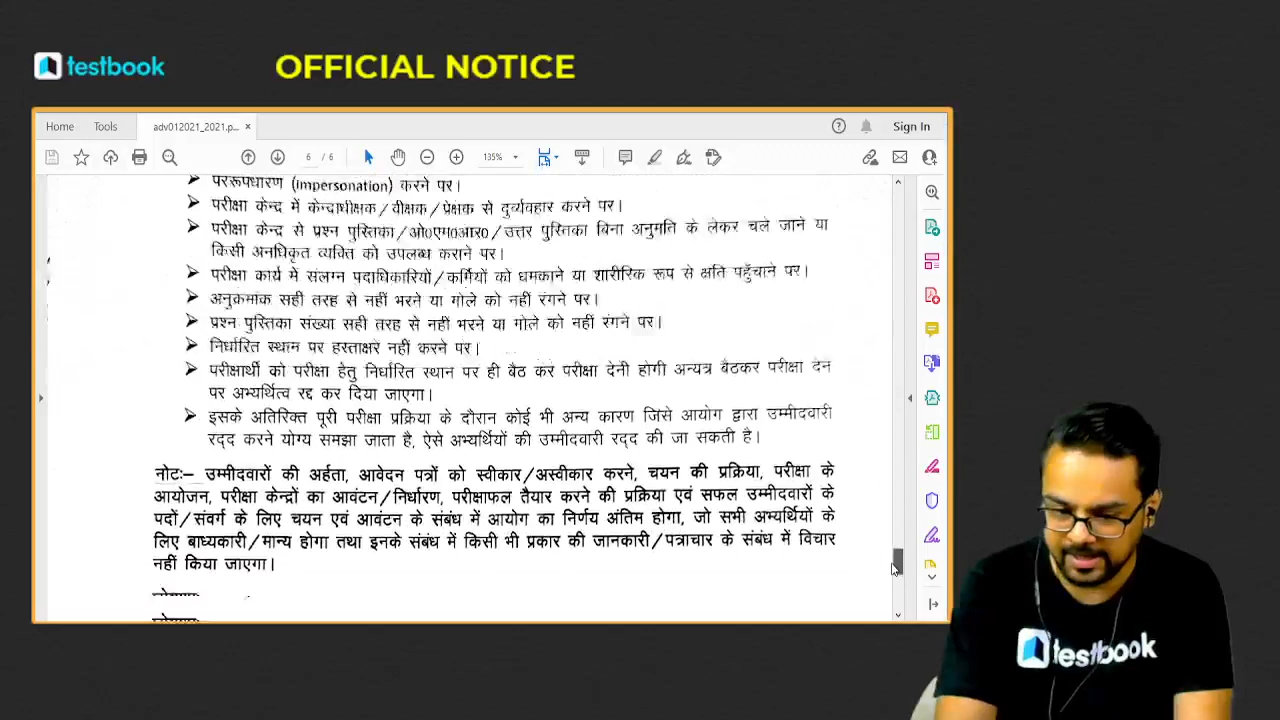 testbook
OFFICIAL NOTICE
Home Tools adv012021_2021.p... × Sign In
6 / 6 135%
➤ पररूपधारण (impersonation) करने पर।
➤ परीक्षा केन्द्र में केन्द्राधीक्षक/वीक्षक/प्रेक्षक से दुर्व्यवहार करने पर।
➤ परीक्षा केन्द्र से प्रश्न पुस्तिका/ओ0एम0आर0/उत्तर पुस्तिका बिना अनुमति के लेकर चले जाने या
किसी अनधिकृत व्यक्ति को उपलब्ध कराने पर।
➤ परीक्षा कार्य में संलग्न पदाधिकारियों/कर्मियों को धमकाने या शारीरिक रूप से क्षति पहुँचाने पर।
➤ अनुक्रमांक सही तरह से नहीं भरने या गोले को नहीं रंगने पर।
➤ प्रश्न पुस्तिका संख्या सही तरह से नहीं भरने या गोले को नहीं रंगने पर।
➤ निर्धारित स्थान पर हस्ताक्षर नहीं करने पर।
➤ परीक्षार्थी को परीक्षा हेतु निर्धारित स्थान पर ही बैठ कर परीक्षा देनी होगी अन्यत्र बैठकर परीक्षा देने
पर अभ्यर्थित्व रद्द कर दिया जाएगा।
➤ इसके अतिरिक्त पूरी परीक्षा प्रक्रिया के दौरान कोई भी अन्य कारण जिसे आयोग द्वारा उम्मीदवारी
रद्द करने योग्य समझा जाता है, ऐसे अभ्यर्थियों की उम्मीदवारी रद्द की जा सकती है।
नोटः– उम्मीदवारों की अर्हता, आवेदन पत्रों को स्वीकार/अस्वीकार करने, चयन की प्रक्रिया, परीक्षा के
आयोजन, परीक्षा केन्द्रों का आवंटन/निर्धारण, परीक्षाफल तैयार करने की प्रक्रिया एवं सफल उम्मीदवारों के
पदों/संवर्ग के लिए चयन एवं आवंटन के संबंध में आयोग का निर्णय अंतिम होगा, जो सभी अभ्यर्थियों के
लिए बाध्यकारी/मान्य होगा तथा इनके संबंध में किसी भी प्रकार की जानकारी/पत्राचार के संबंध में विचार
नहीं किया जाएगा।
testbook